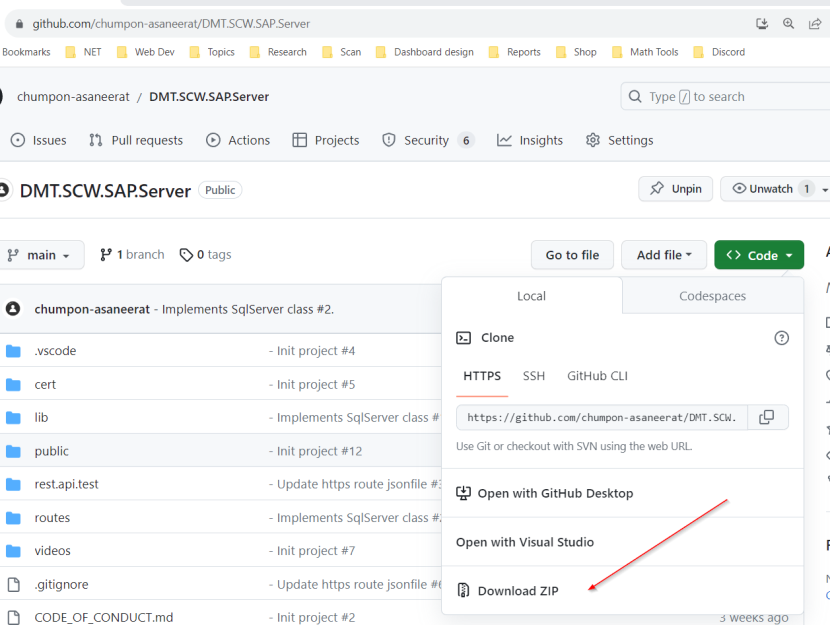 github.com/chumpon-asaneerat/DMT.SCW.SAP.Server
Bookmarks NET Web Dev Topics Research Scan Dashboard design Reports Shop Math Tools Discord
chumpon-asaneerat / DMT.SCW.SAP.Server Type / to search
Issues Pull requests Actions Projects Security 6 Insights Settings
DMT.SCW.SAP.Server Public Unpin Unwatch 1
main 1 branch 0 tags Go to file Add file <> Code
chumpon-asaneerat - Implements SqlServer class #2.
.vscode - Init project #4
cert - Init project #5
lib - Implements SqlServer class
public - Init project #12
rest.api.test - Update https route jsonfile
routes - Implements SqlServer class
videos - Init project #7
.gitignore - Update https route jsonfile
CODE_OF_CONDUCT.md - Init project #2 3 weeks ago
Local Codespaces
Clone
HTTPS SSH GitHub CLI
https://github.com/chumpon-asaneerat/DMT.SCW.
Use Git or checkout with SVN using the web URL.
Open with GitHub Desktop
Open with Visual Studio
Download ZIP